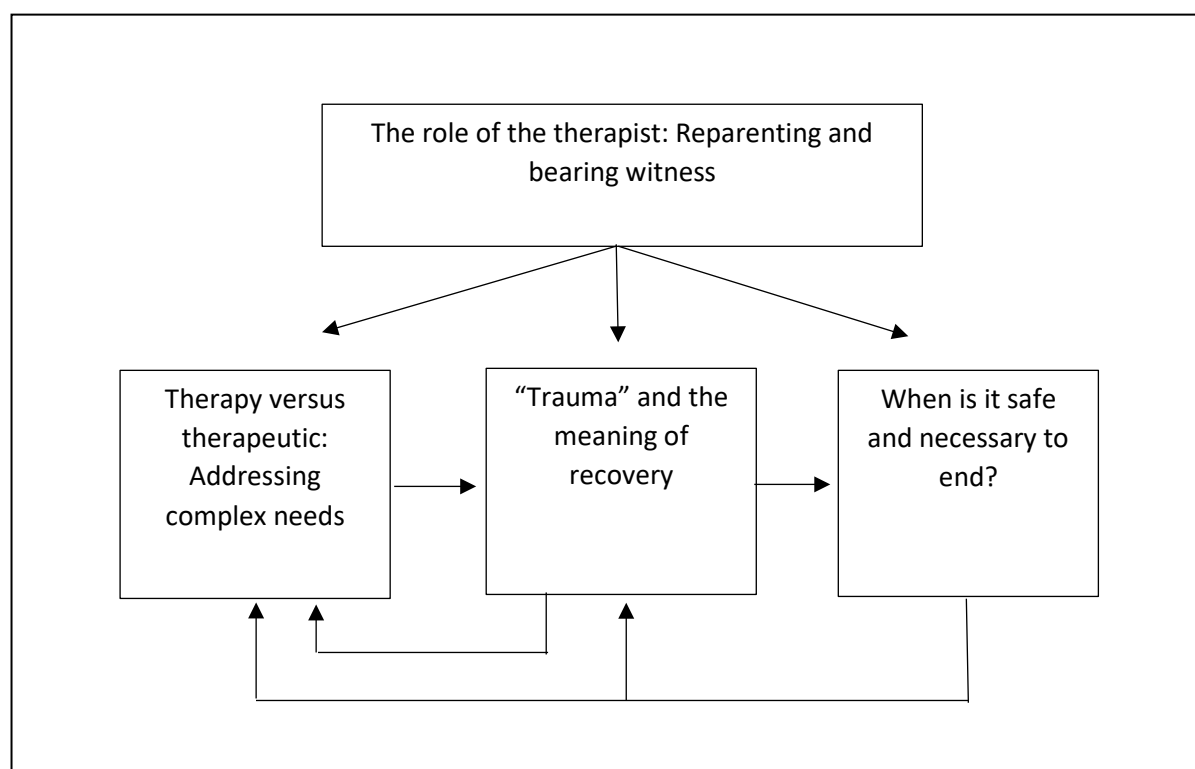 The role of the therapist: Reparenting and
bearing witness
Therapy versus
therapeutic:
Addressing
complex needs
“Trauma” and the
meaning of
recovery
When is it safe
and necessary to
end?